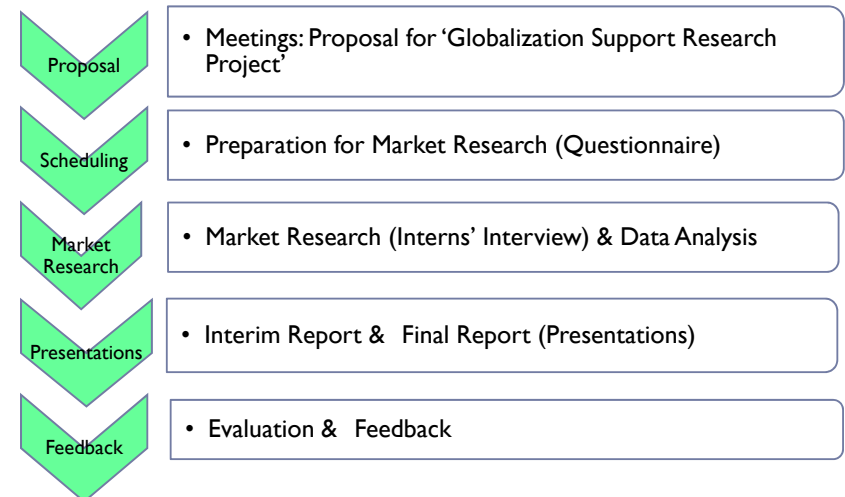 Proposal
• Meetings: Proposal for ‘Globalization Support Research
Project’
Scheduling
• Preparation for Market Research (Questionnaire)
Market
Research
• Market Research (Interns’ Interview) & Data Analysis
Presentations
• Interim Report & Final Report (Presentations)
Feedback
• Evaluation & Feedback